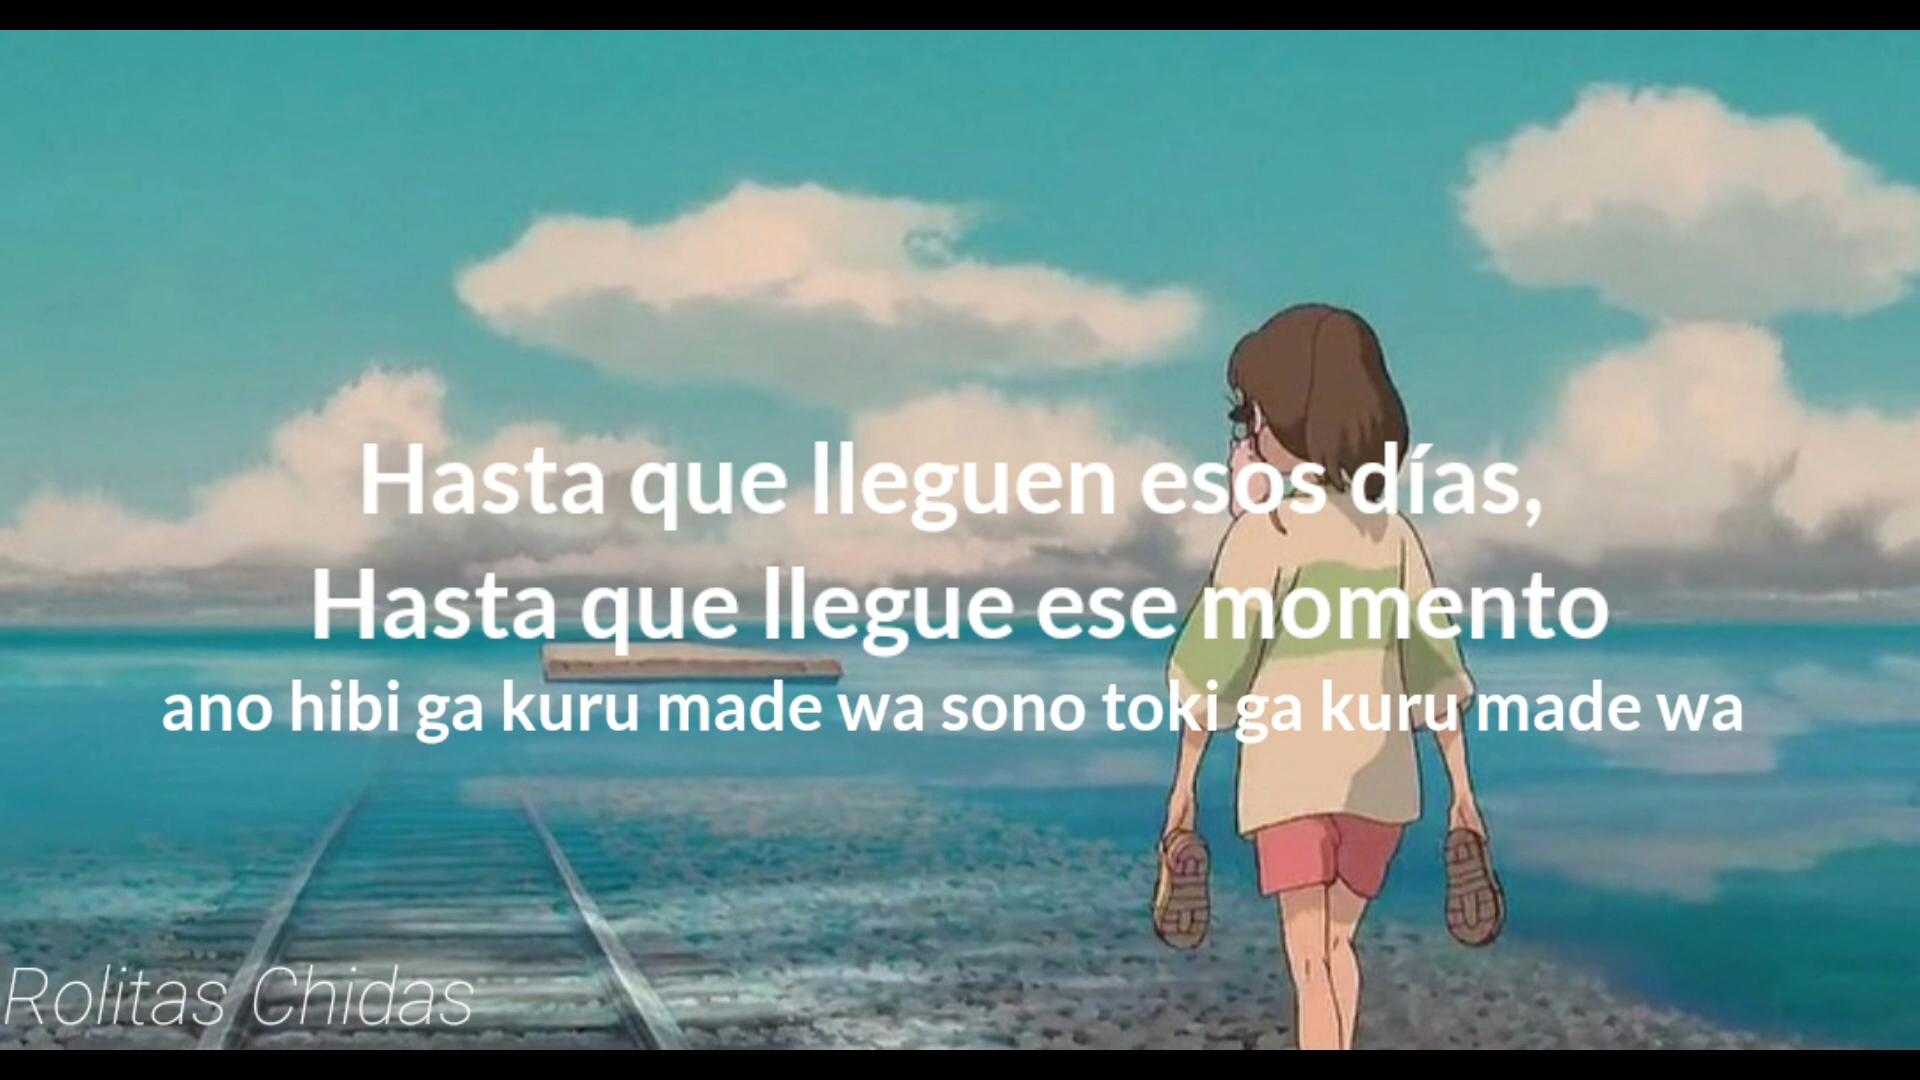 Hasta que lleguen esos días,
Hasta que llegue ese momento
ano hibi ga kuru made wa sono toki ga kuru made wa
Rolitas Chidas